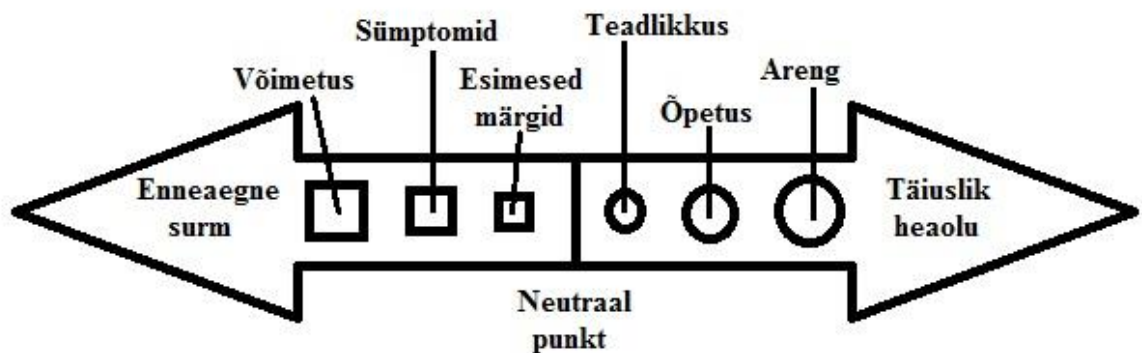 Sümptomid
Teadlikkus
Võimetus
Esimesed
märgid
Õpetus
Areng
Enneaegne
surm
Täiuslik
heaolu
Neutraal
punkt